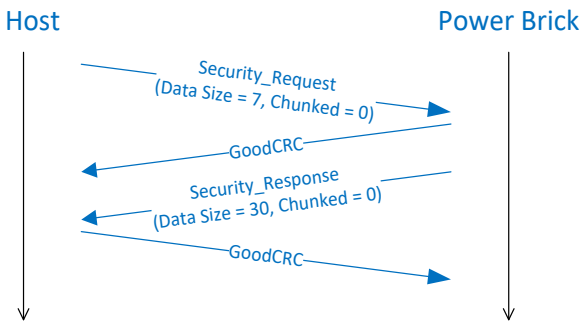 Host
Power Brick
Security_Request
(Data Size = 7, Chunked = 0)
GoodCRC
Security_Response
(Data Size = 30, Chunked = 0)
GoodCRC